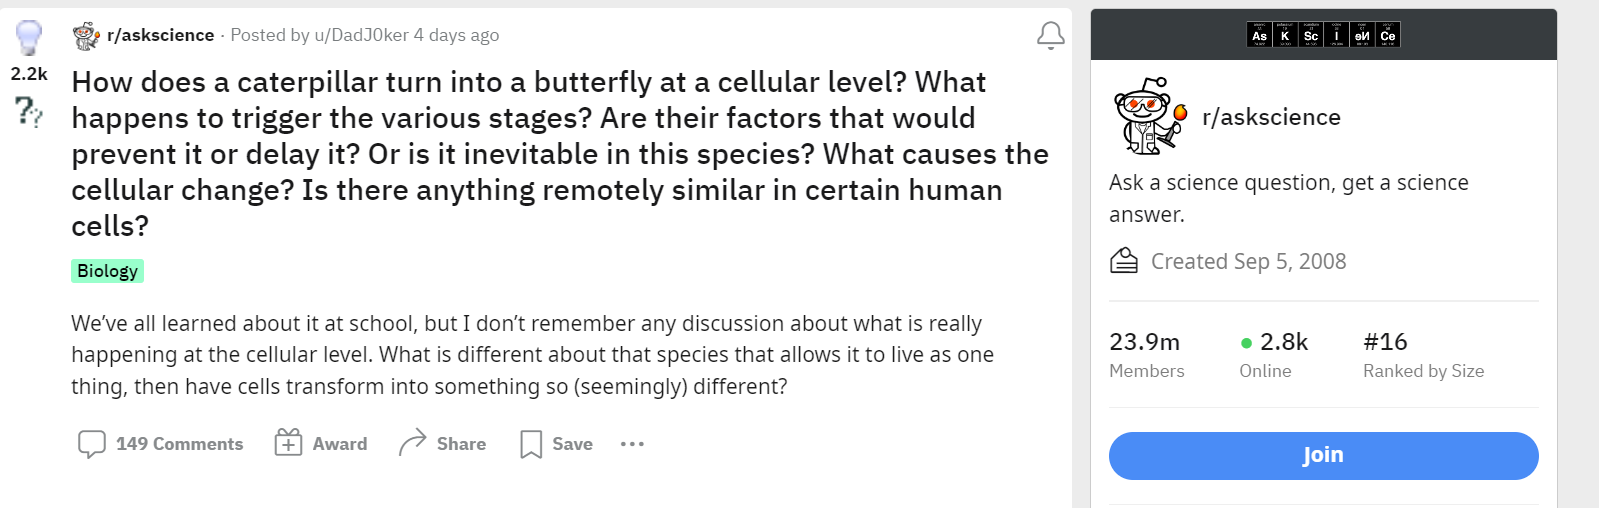 r/askscience · Posted by u/DadJ0ker 4 days ago
2.2k
How does a caterpillar turn into a butterfly at a cellular level? What
happens to trigger the various stages? Are their factors that would
prevent it or delay it? Or is it inevitable in this species? What causes the
cellular change? Is there anything remotely similar in certain human
cells?
Biology
We’ve all learned about it at school, but I don’t remember any discussion about what is really
happening at the cellular level. What is different about that species that allows it to live as one
thing, then have cells transform into something so (seemingly) different?
149 Comments Award Share Save
As K Sc I eN Ce
r/askscience
Ask a science question, get a science
answer.
Created Sep 5, 2008
23.9m 2.8k #16
Members Online Ranked by Size
Join